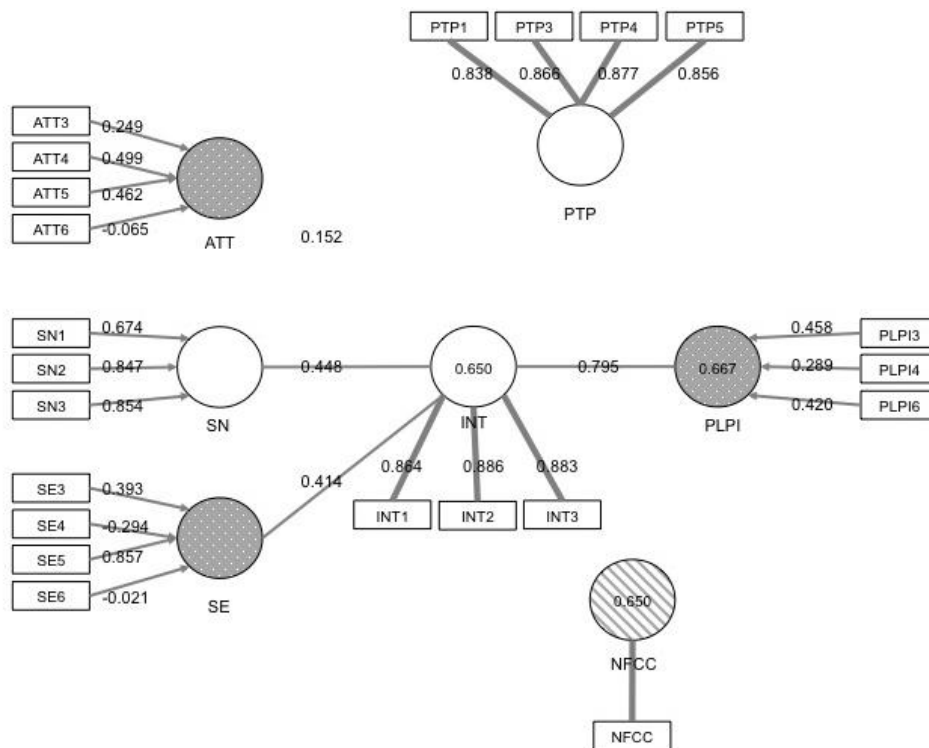 PTP1 PTP3 PTP4 PTP5
0.838 0.866 0.877 0.856
PTP
ATT3 0.249
ATT4 0.499
ATT5 0.462
ATT6 -0.065
ATT
0.152
SN1 0.674
SN2 0.847
SN3 0.854
SN
0.448
0.650
INT
0.795
0.667
PLPI
0.458 PLPI3
0.289 PLPI4
0.420 PLPI6
0.864 0.886 0.883
INT1 INT2 INT3
0.414
SE3 0.393
SE4 -0.294
SE5 0.857
SE6 -0.021
SE
0.650
NFCC
NFCC